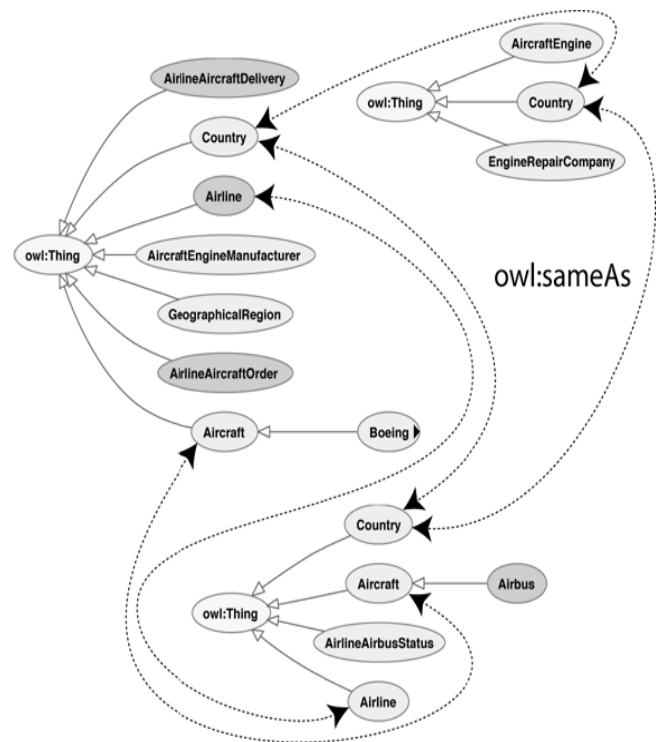 AircraftEngine
AirlineAircraftDelivery
owl:Thing
Country
Country
EngineRepairCompany
Airline
owl:Thing
AircraftEngineManufacturer
owl:sameAs
GeographicalRegion
AirlineAircraftOrder
Aircraft
Boeing
Country
Aircraft
Airbus
owl:Thing
AirlineAirbusStatus
Airline